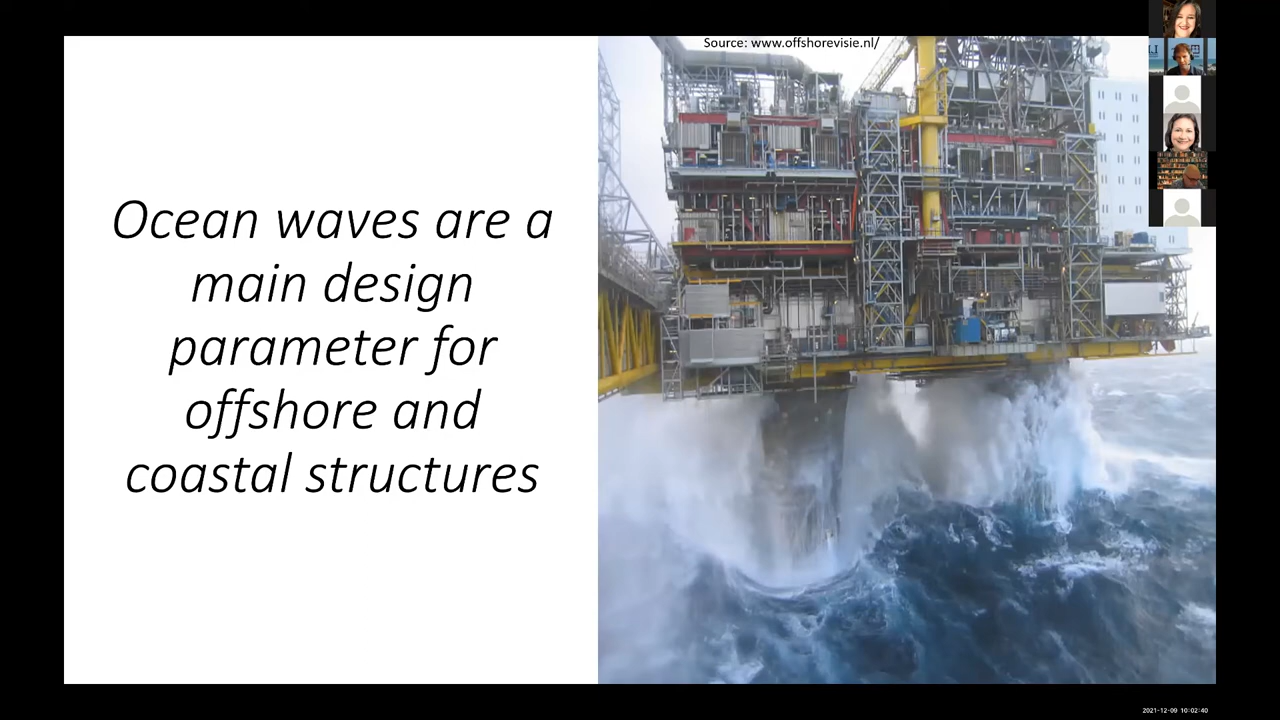 Source: www.offshorevisie.nl/
Ocean waves are a
main design
parameter for
offshore and
coastal structures
2021-12-09 10:02:40